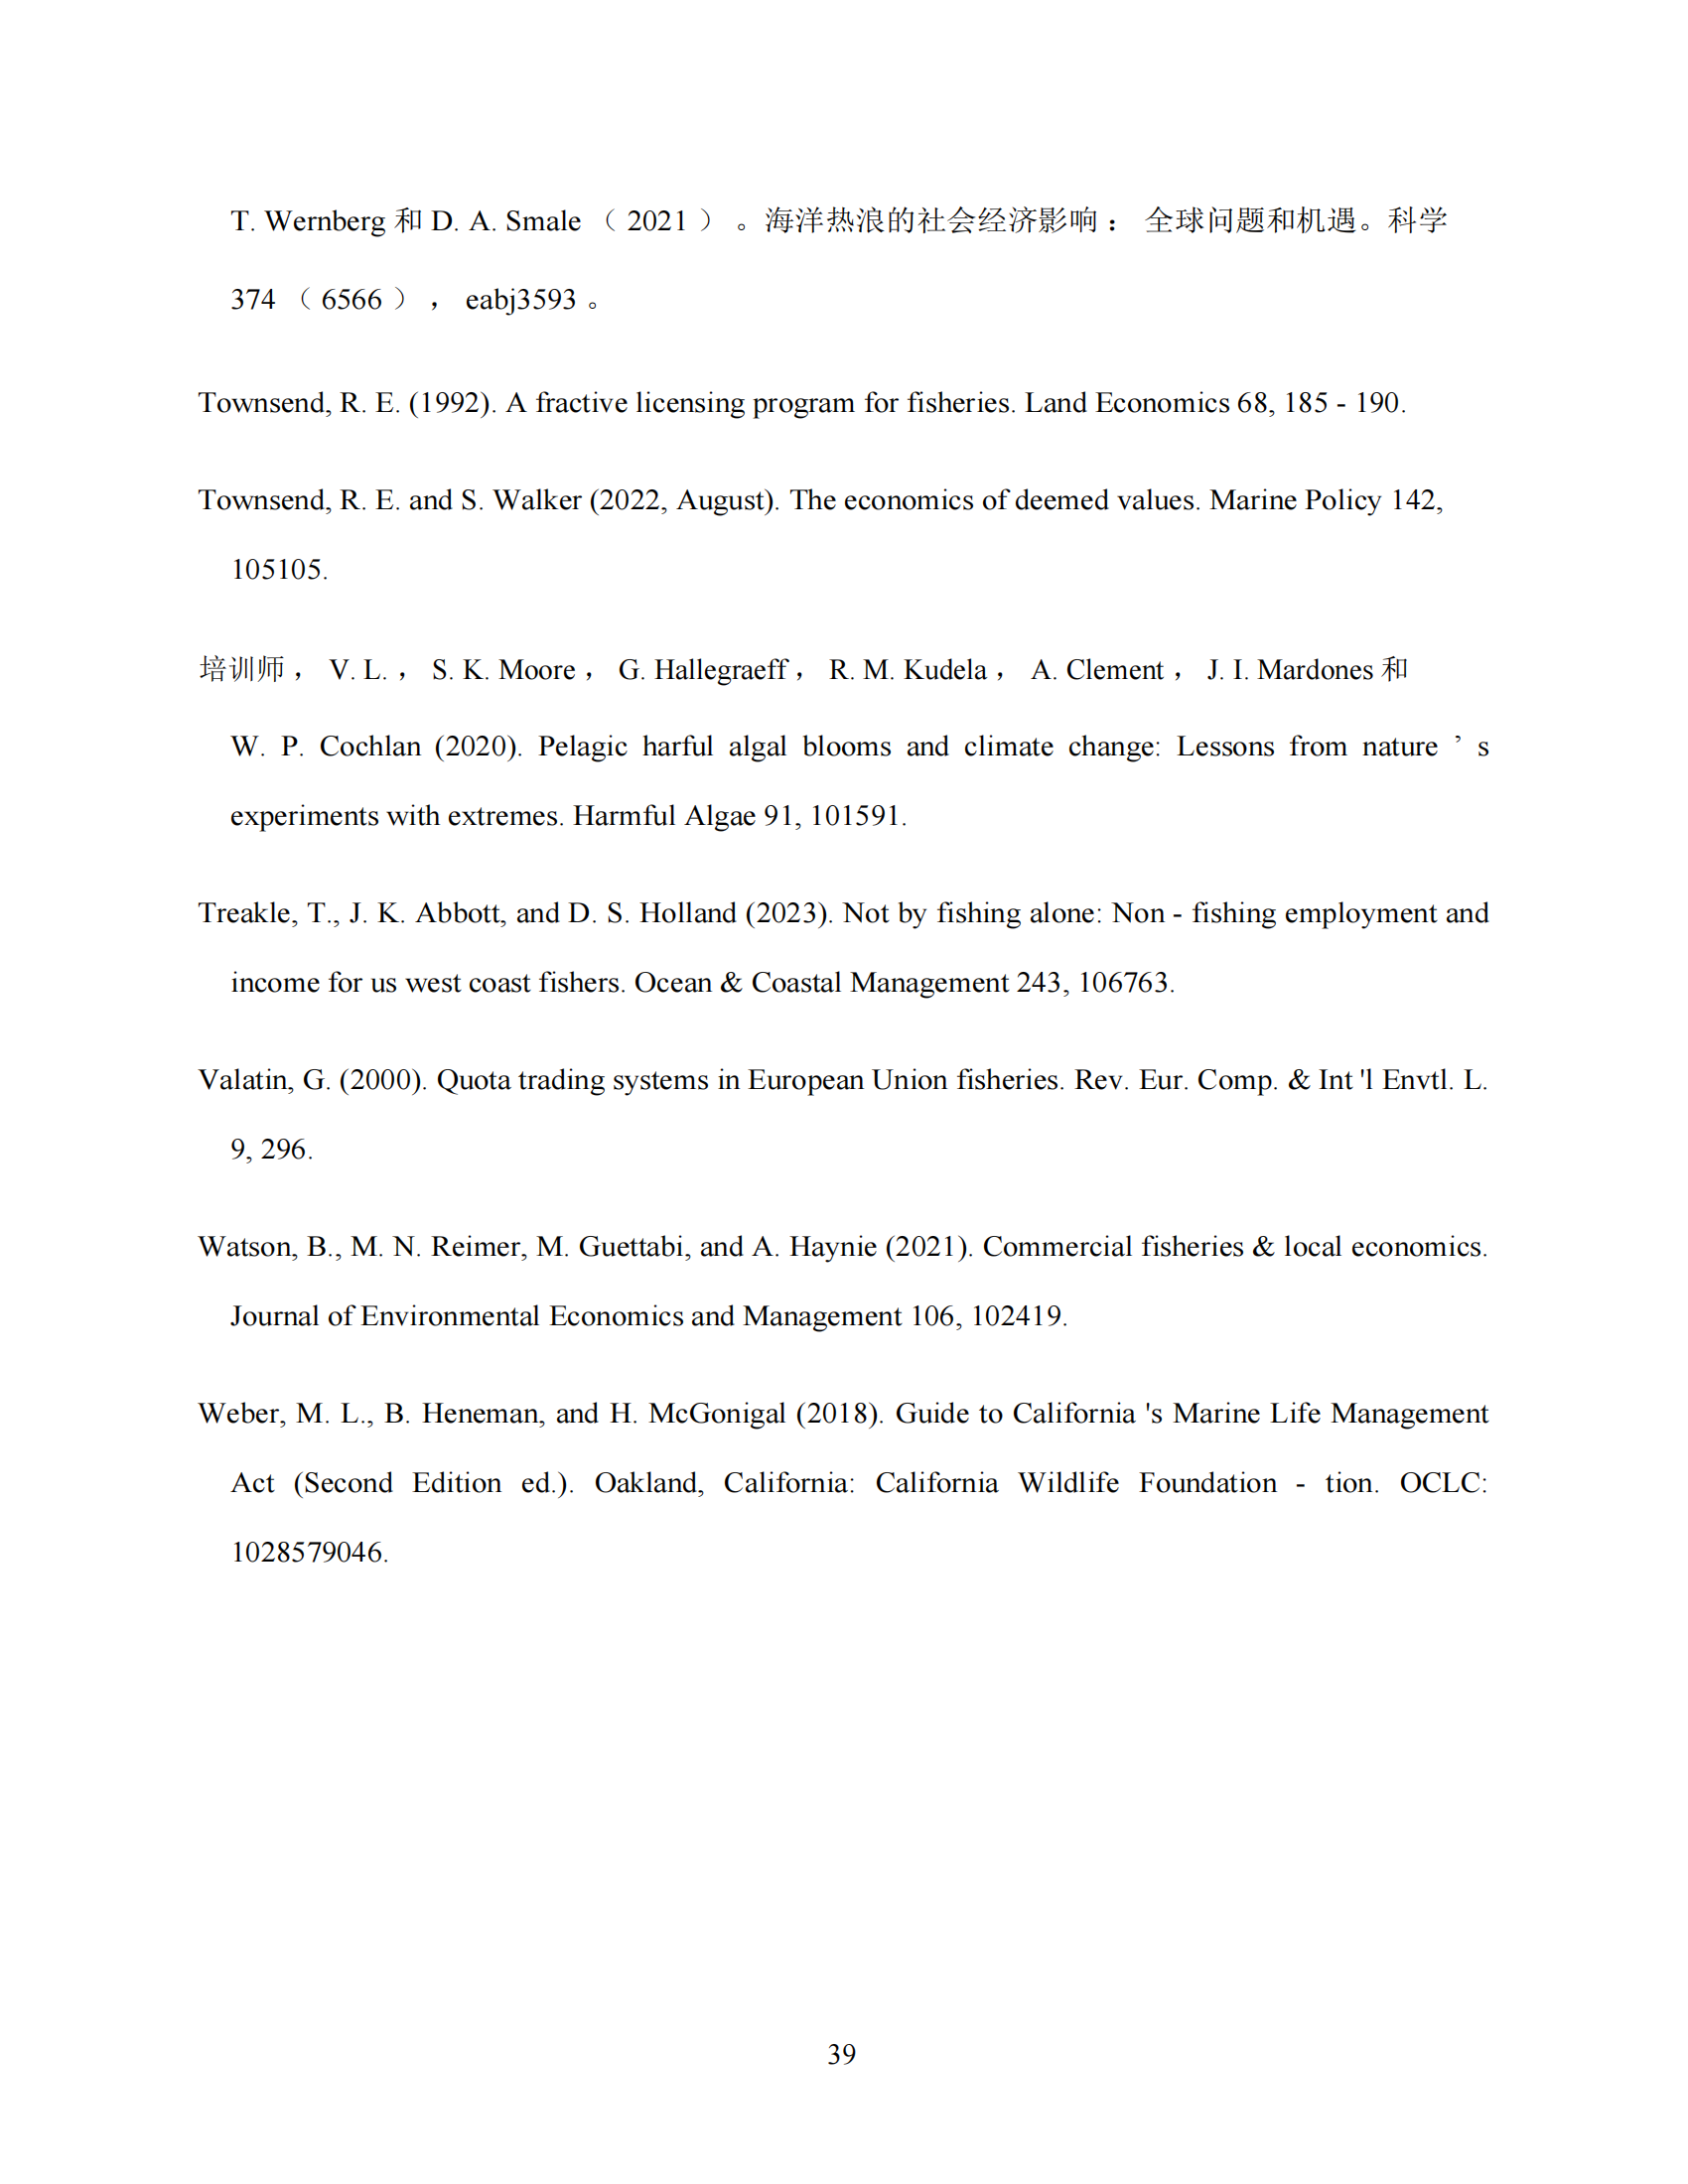 T. Wernberg 和 D. A. Smale （ 2021 ） 。海洋热浪的社会经济影响： 全球问题和机遇。科学
374 （ 6566 ） ， eabj3593 。
Townsend, R. E. (1992). A fractive licensing program for fisheries. Land Economics 68, 185 - 190.
Townsend, R. E. and S. Walker (2022, August). The economics of deemed values. Marine Policy 142,
105105.
培训师， V. L. ， S. K. Moore ， G. Hallegraeff ， R. M. Kudela ， A. Clement ， J. I. Mardones 和
W. P. Cochlan (2020). Pelagic harful algal blooms and climate change: Lessons from nature ’ s
experiments with extremes. Harmful Algae 91, 101591.
Treakle, T., J. K. Abbott, and D. S. Holland (2023). Not by fishing alone: Non - fishing employment and
income for us west coast fishers. Ocean & Coastal Management 243, 106763.
Valatin, G. (2000). Quota trading systems in European Union fisheries. Rev. Eur. Comp. & Int 'l Envtl. L.
9, 296.
Watson, B., M. N. Reimer, M. Guettabi, and A. Haynie (2021). Commercial fisheries & local economics.
Journal of Environmental Economics and Management 106, 102419.
Weber, M. L., B. Heneman, and H. McGonigal (2018). Guide to California 's Marine Life Management
Act (Second Edition ed.). Oakland, California: California Wildlife Foundation - tion. OCLC:
1028579046.
39